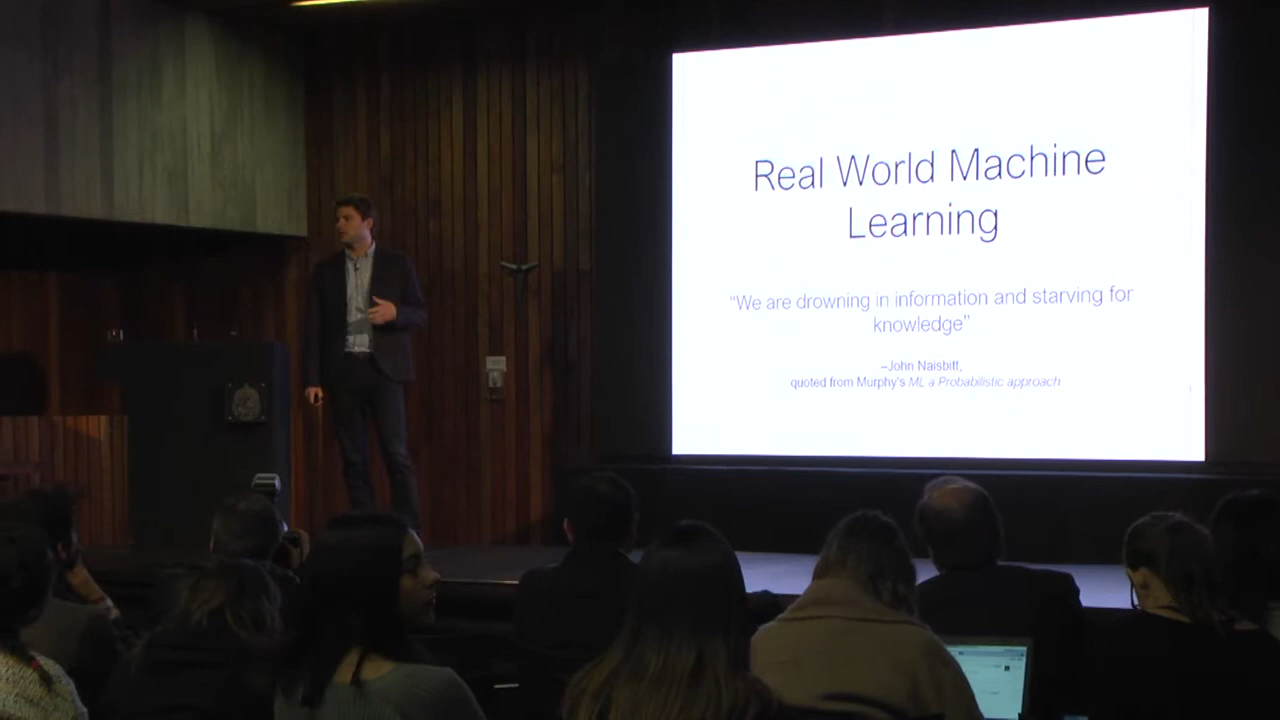 Real World Machine
Learning
“We are drowning in information and starving for
knowledge”
–John Naisbitt,
quoted from Murphy's ML a Probabilistic approach